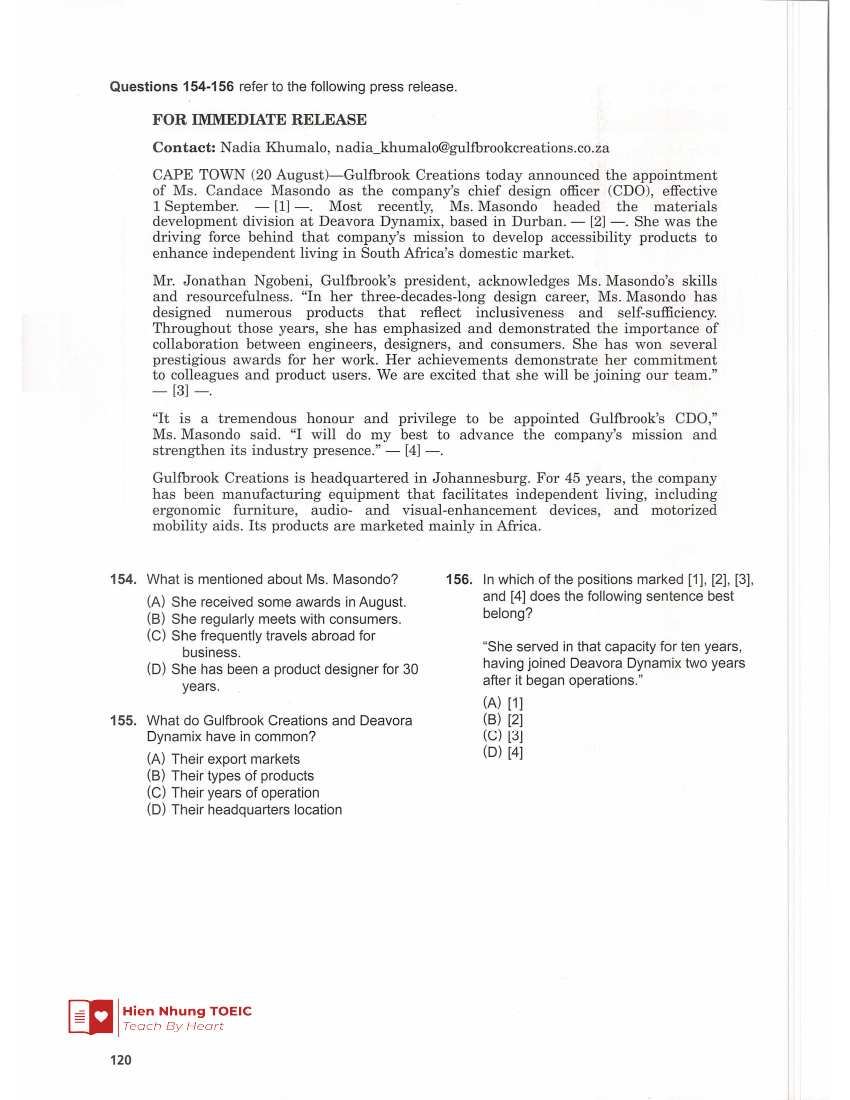 Questions 154-156 refer to the following press release.
FOR IMMEDIATE RELEASE
Contact: Nadia Khumalo, nadia_khumalo@gulfbrookcreations.co.za
CAPE TOWN (20 August)—Gulfbrook Creations today announced the appointment
of Ms. Candace Masondo as the company's chief design officer (CDO), effective
1 September. — [1] —. Most recently, Ms. Masondo headed the materials
development division at Deavora Dynamix, based in Durban. — [2] —. She was the
driving force behind that company's mission to develop accessibility products to
enhance independent living in South Africa's domestic market.
Mr. Jonathan Ngobeni, Gulfbrook's president, acknowledges Ms. Masondo's skills
and resourcefulness. “In her three-decades-long design career, Ms. Masondo has
designed numerous products that reflect inclusiveness and self-sufficiency.
Throughout those years, she has emphasized and demonstrated the importance of
collaboration between engineers, designers, and consumers. She has won several
prestigious awards for her work. Her achievements demonstrate her commitment
to colleagues and product users. We are excited that she will be joining our team.”
— [3] —.
“It is a tremendous honour and privilege to be appointed Gulfbrook's CDO,”
Ms. Masondo said. “I will do my best to advance the company's mission and
strengthen its industry presence.” — [4] —.
Gulfbrook Creations is headquartered in Johannesburg. For 45 years, the company
has been manufacturing equipment that facilitates independent living, including
ergonomic furniture, audio- and visual-enhancement devices, and motorized
mobility aids. Its products are marketed mainly in Africa.
154. What is mentioned about Ms. Masondo?
(A) She received some awards in August.
(B) She regularly meets with consumers.
(C) She frequently travels abroad for
business.
(D) She has been a product designer for 30
years.
155. What do Gulfbrook Creations and Deavora
Dynamix have in common?
(A) Their export markets
(B) Their types of products
(C) Their years of operation
(D) Their headquarters location
156. In which of the positions marked [1], [2], [3],
and [4] does the following sentence best
belong?
“She served in that capacity for ten years,
having joined Deavora Dynamix two years
after it began operations.”
(A) [1]
(B) [2]
(C) [3]
(D) [4]
Hien Nhung TOEIC
Teach By Heart
120